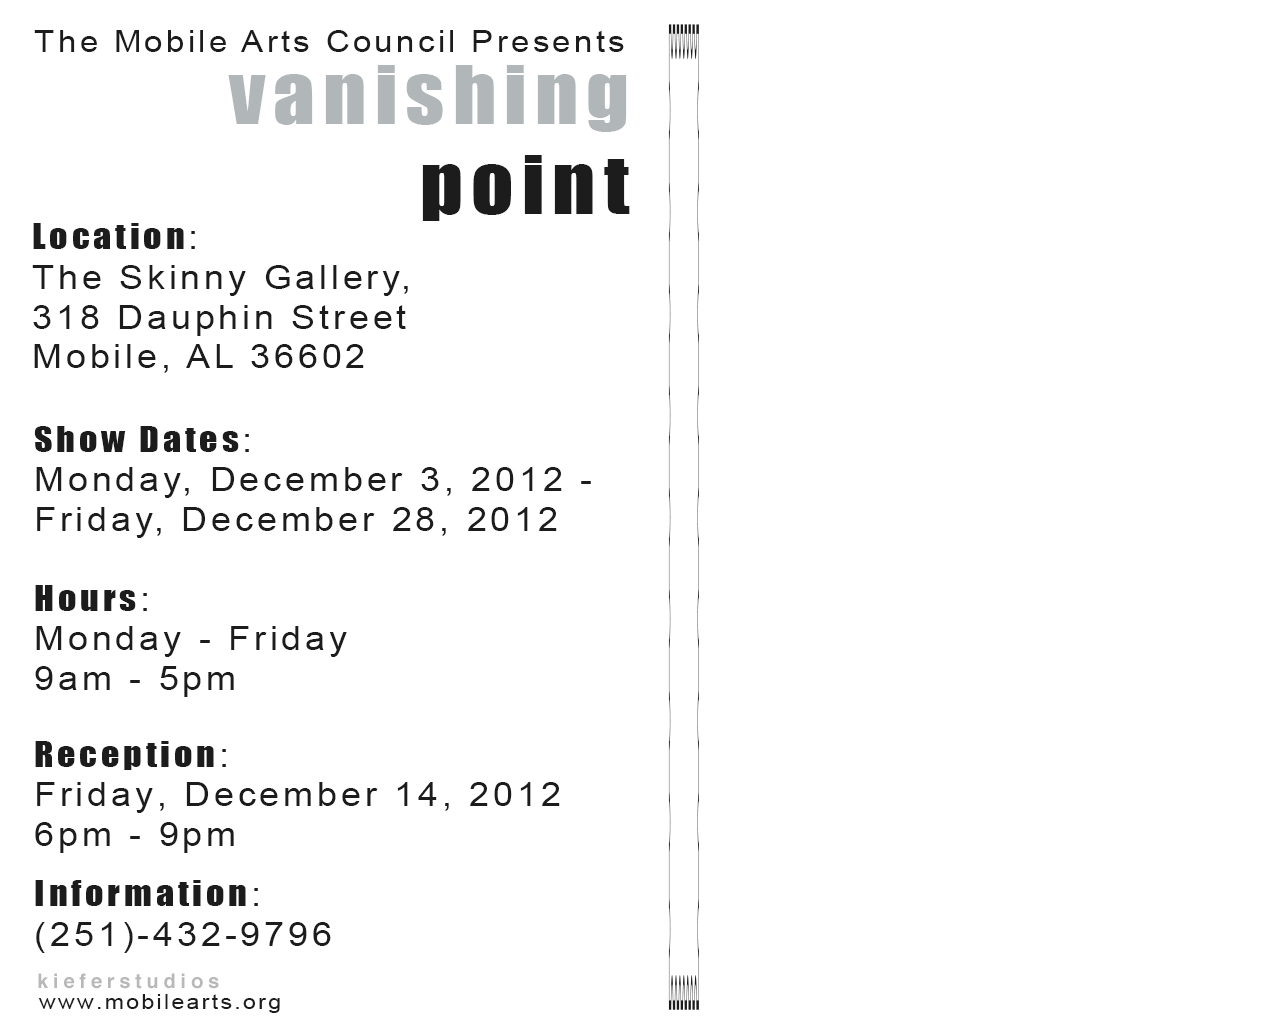 The Mobile Arts Council Presents
vanishing
point
Location:
The Skinny Gallery,
318 Dauphin Street
Mobile, AL 36602
Show Dates:
Monday, December 3, 2012 -
Friday, December 28, 2012
Hours:
Monday - Friday
9am - 5pm
Reception:
Friday, December 14, 2012
6pm - 9pm
Information:
(251)-432-9796
kieferstudios
www.mobilearts.org